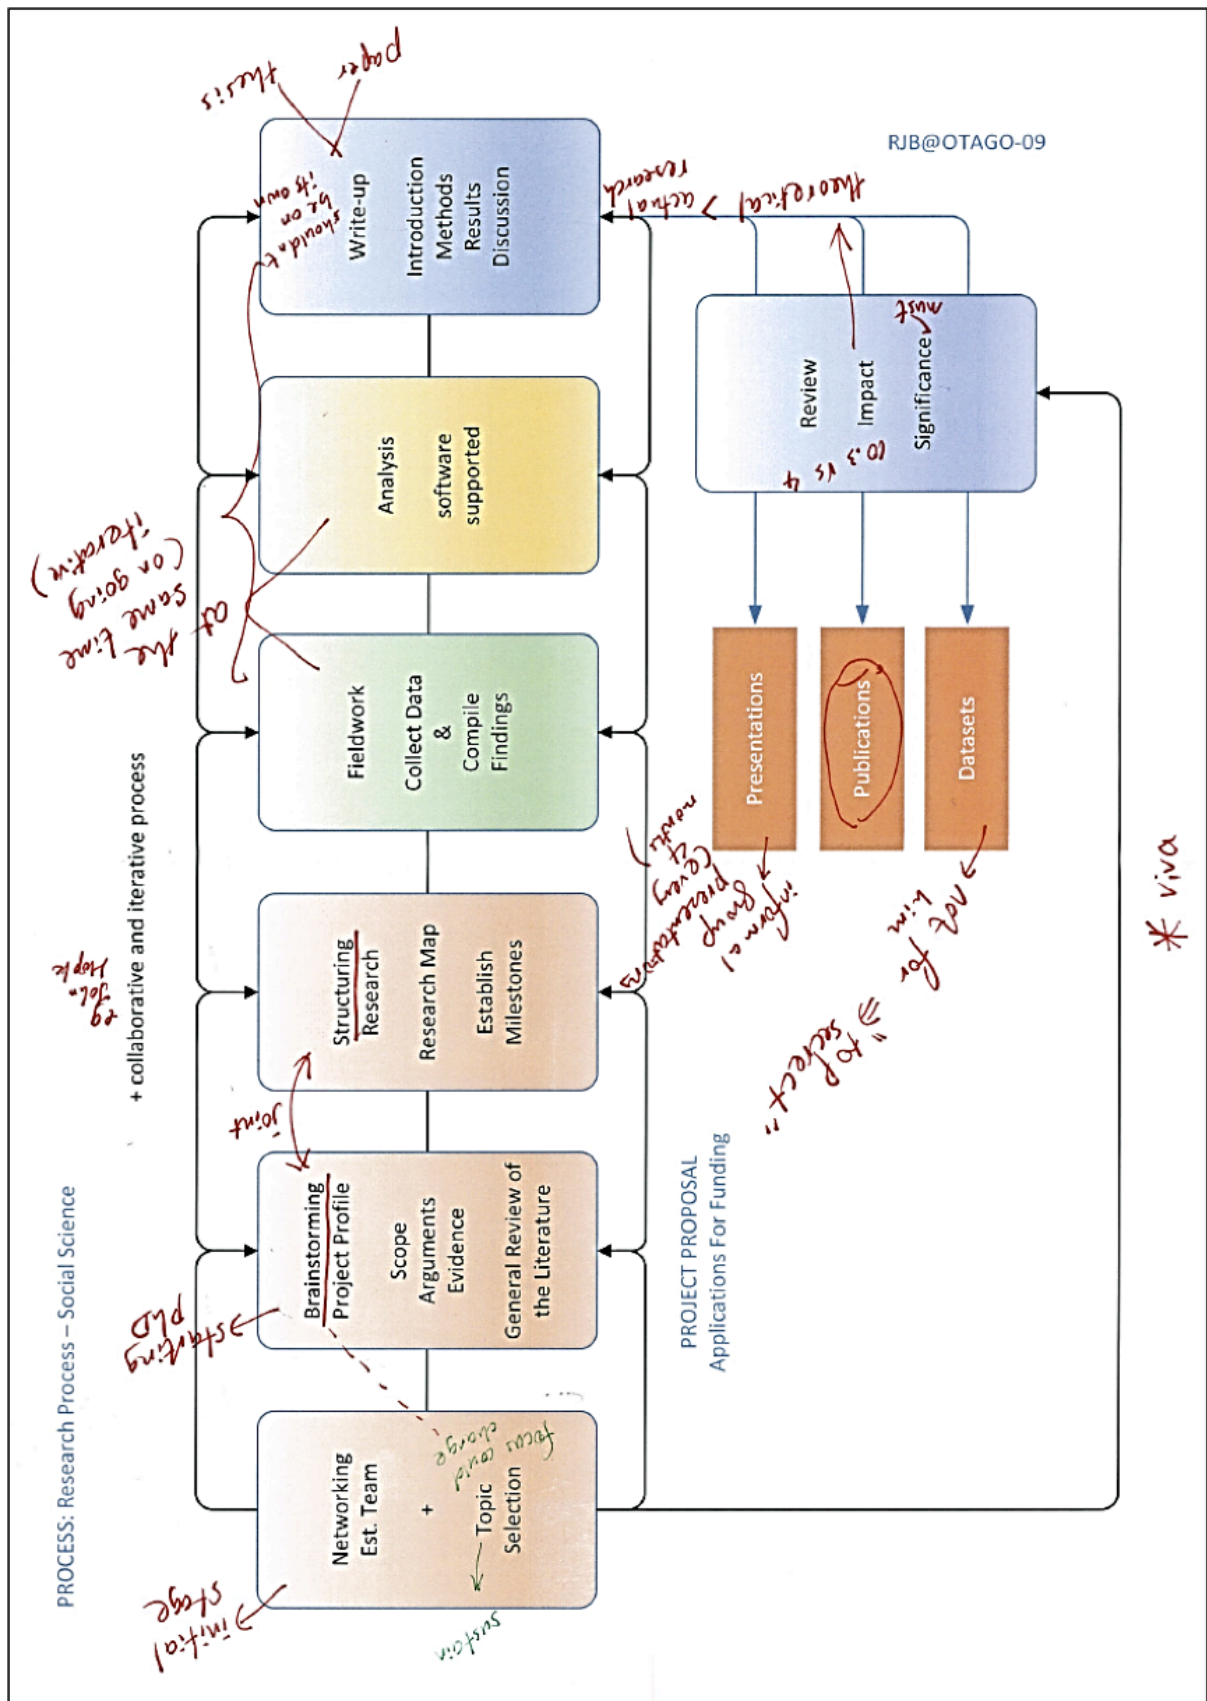 PROCESS: Research Process – Social Science
+ collaborative and iterative process
→ initial
stage
Networking
Est. Team
+
Topic
Selection
sustain
focus could
change
→ starting
PhD
Brainstorming
Project Profile
Scope
Arguments
Evidence
General Review of
the Literature
joint
eg
John
Structuring
Research
Research Map
Establish
Milestones
Fieldwork
Collect Data
&
Compile
Findings
at
the
same time
(on going
iterative)
Analysis
software
supported
thesis
paper
Write-up
shouldn't
be on
its own
Introduction
Methods
Results
Discussion
theoretical > actual
research
RJB@OTAGO-09
Review
Impact
Significance
must
0.3 vs 4
Presentations
Publications
Datasets
→ informal
group
presentations
(every
4
months)
→ not for
him
⇒ "top
secrect"
PROJECT PROPOSAL
Applications For Funding
* viva